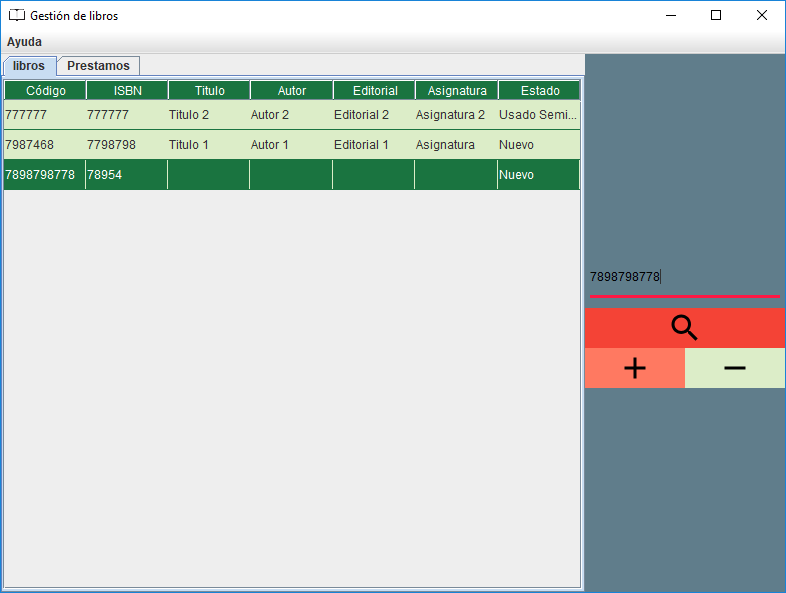 Gestión de libros
Ayuda
libros Prestamos
Código ISBN Titulo Autor Editorial Asignatura Estado
777777 777777 Titulo 2 Autor 2 Editorial 2 Asignatura 2 Usado Semi...
7987468 7798798 Titulo 1 Autor 1 Editorial 1 Asignatura Nuevo
7898798778 78954 Nuevo
7898798778